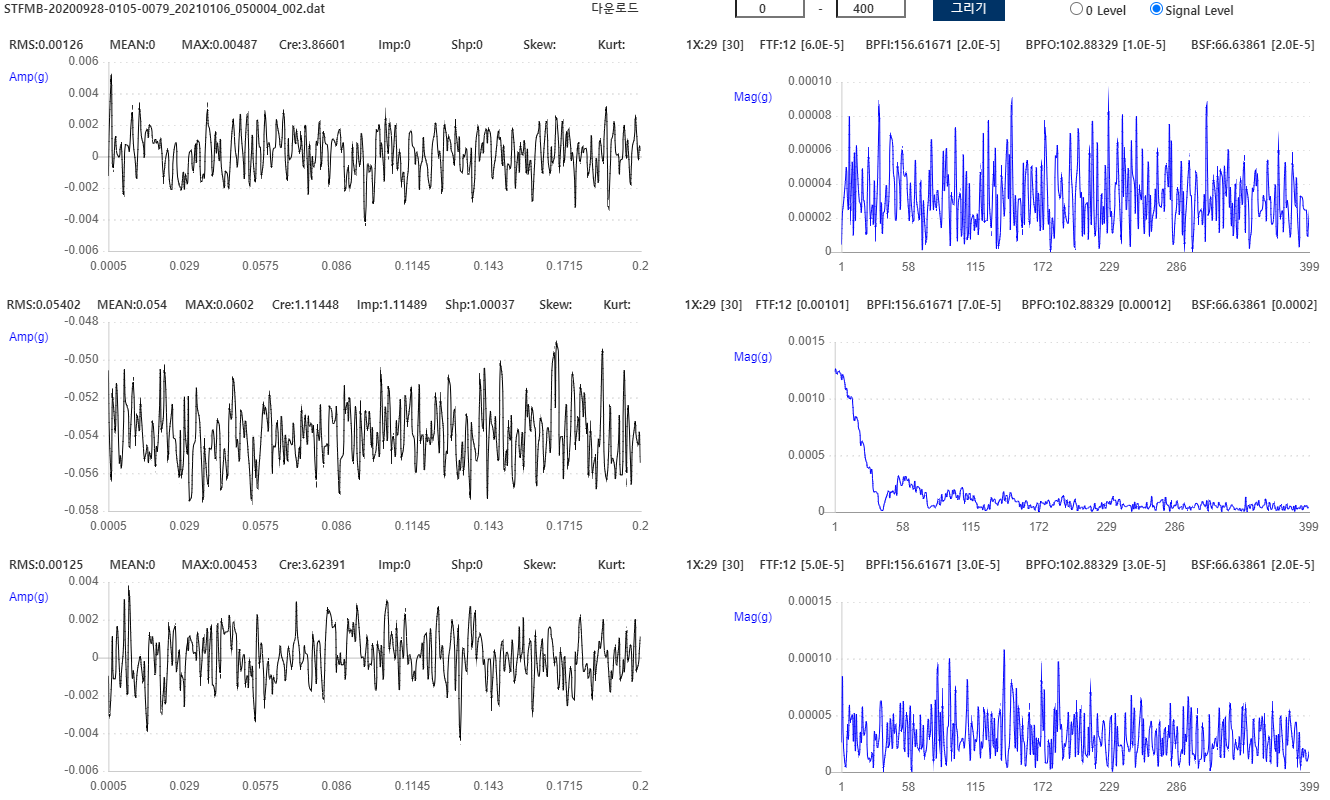 STFMB-20200928-0105-0079_20210106_050004_002.dat 다운로드 0 - 400 그리기 0 Level Signal Level
RMS:0.00126 MEAN:0 MAX:0.00487 Cre:3.86601 Imp:0 Shp:0 Skew: Kurt:
Amp(g)
0.006
0.004
0.002
0
-0.002
-0.004
-0.006
0.0005 0.029 0.0575 0.086 0.1145 0.143 0.1715 0.2
1X:29 [30] FTF:12 [6.0E-5] BPFI:156.61671 [2.0E-5] BPFO:102.88329 [1.0E-5] BSF:66.63861 [2.0E-5]
Mag(g)
0.00010
0.00008
0.00006
0.00004
0.00002
0
1 58 115 172 229 286 399
RMS:0.05402 MEAN:0.054 MAX:0.0602 Cre:1.11448 Imp:1.11489 Shp:1.00037 Skew: Kurt:
Amp(g)
-0.048
-0.050
-0.052
-0.054
-0.056
-0.058
0.0005 0.029 0.0575 0.086 0.1145 0.143 0.1715 0.2
1X:29 [30] FTF:12 [0.00101] BPFI:156.61671 [7.0E-5] BPFO:102.88329 [0.00012] BSF:66.63861 [0.0002]
Mag(g)
0.0015
0.0010
0.0005
0
1 58 115 172 229 286 399
RMS:0.00125 MEAN:0 MAX:0.00453 Cre:3.62391 Imp:0 Shp:0 Skew: Kurt:
Amp(g)
0.004
0.002
0
-0.002
-0.004
-0.006
0.0005 0.029 0.0575 0.086 0.1145 0.143 0.1715 0.2
1X:29 [30] FTF:12 [5.0E-5] BPFI:156.61671 [3.0E-5] BPFO:102.88329 [3.0E-5] BSF:66.63861 [2.0E-5]
Mag(g)
0.00015
0.00010
0.00005
0
1 58 115 172 229 286 399